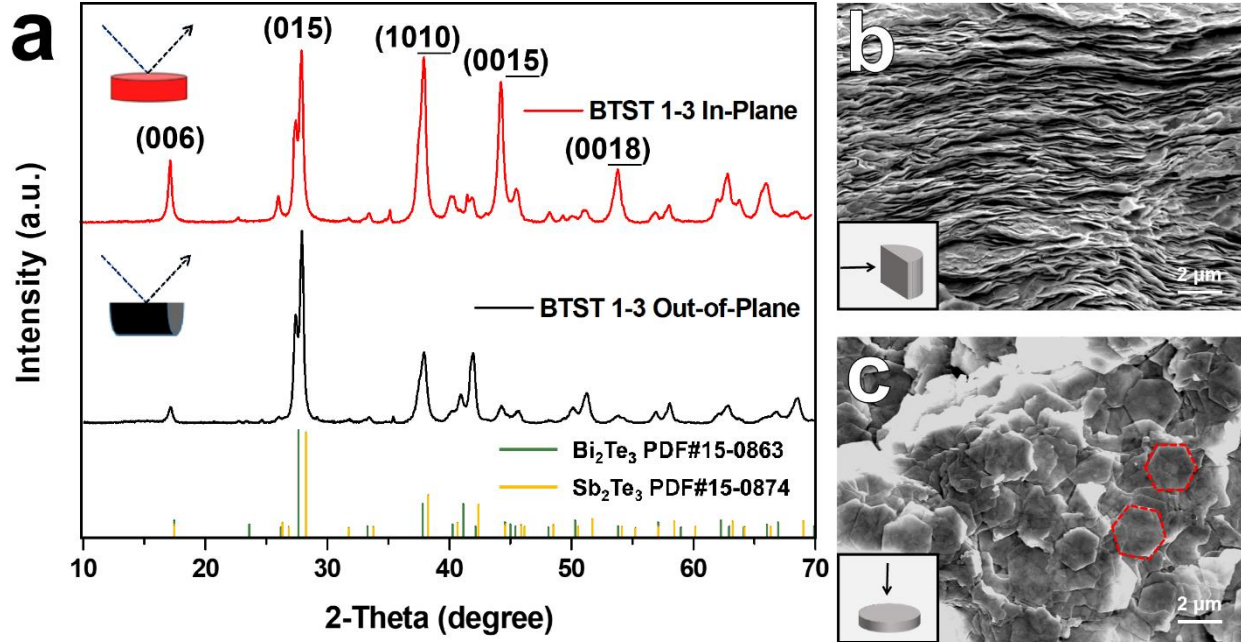 a
(006)
(015)
(1010)
(0015)
(0018)
BTST 1-3 In-Plane
BTST 1-3 Out-of-Plane
Bi₂Te₃ PDF#15-0863
Sb₂Te₃ PDF#15-0874
Intensity (a.u.)
10 20 30 40 50 60 70
2-Theta (degree)
b
2 μm
c
2 μm